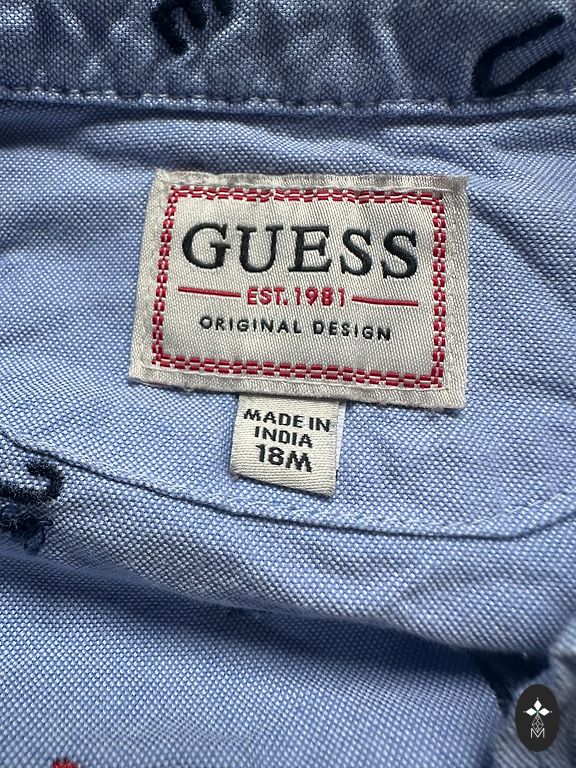 E
U
GUESS
EST. 1981
ORIGINAL DESIGN
MADE IN
INDIA
18M
G
M